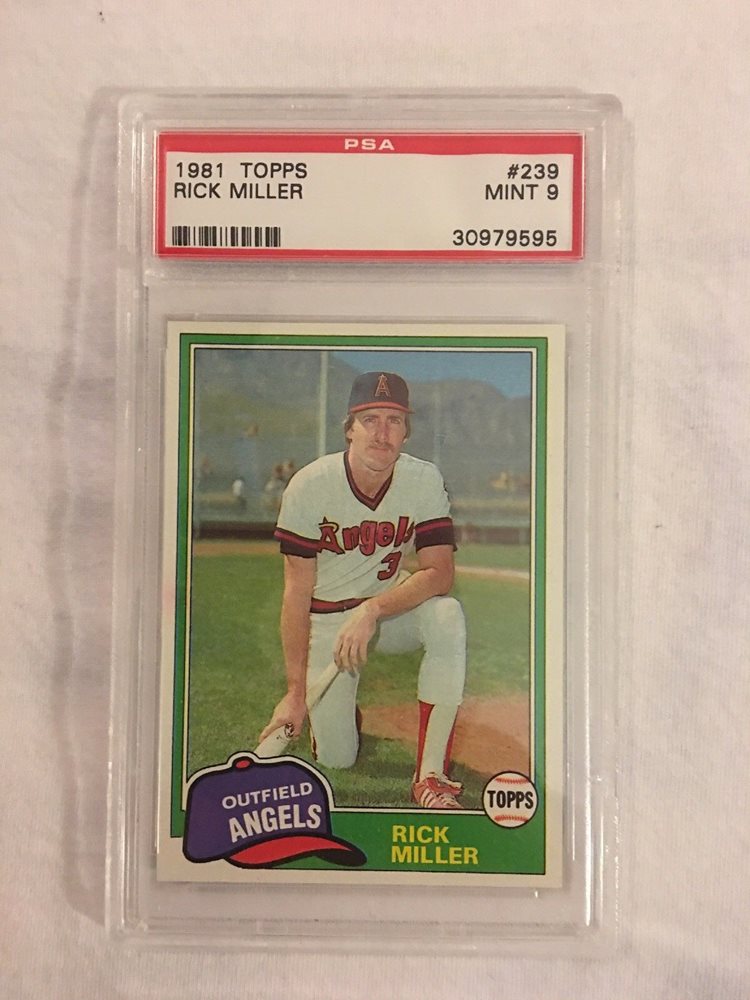 PSA
1981 TOPPS #239
RICK MILLER MINT 9
30979595
A
Angels
3
OUTFIELD
ANGELS
TOPPS
RICK
MILLER